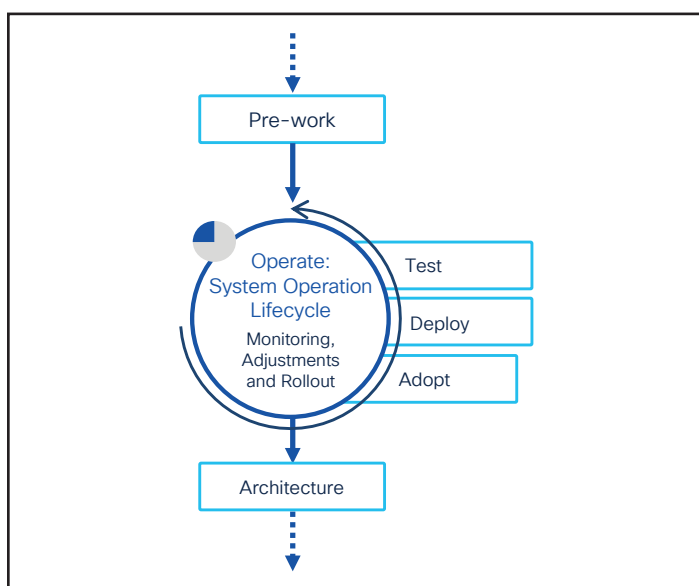 Pre-work
Operate:
System Operation
Lifecycle
Monitoring,
Adjustments
and Rollout
Test
Deploy
Adopt
Architecture